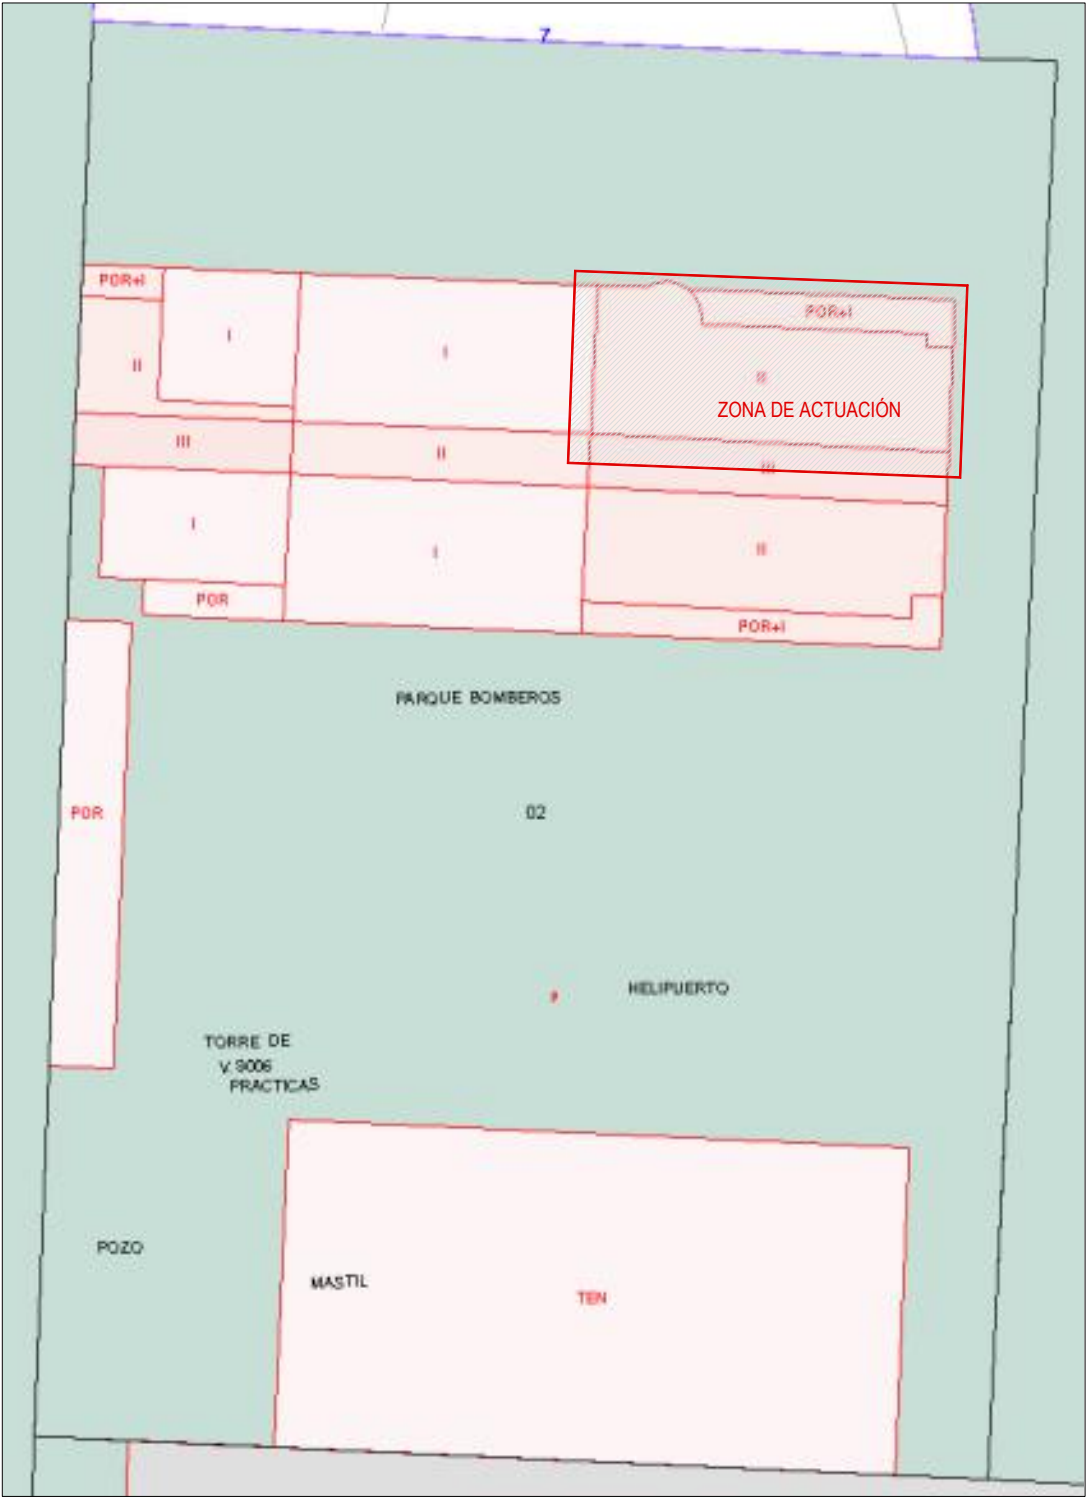 7
POR+I
POR+I
I
I
II
II
ZONA DE ACTUACIÓN
III
II
III
I
I
II
POR
POR+I
PARQUE BOMBEROS
POR
02
HELIPUERTO
P
TORRE DE
V.9006
PRACTICAS
POZO
MASTIL
TEN